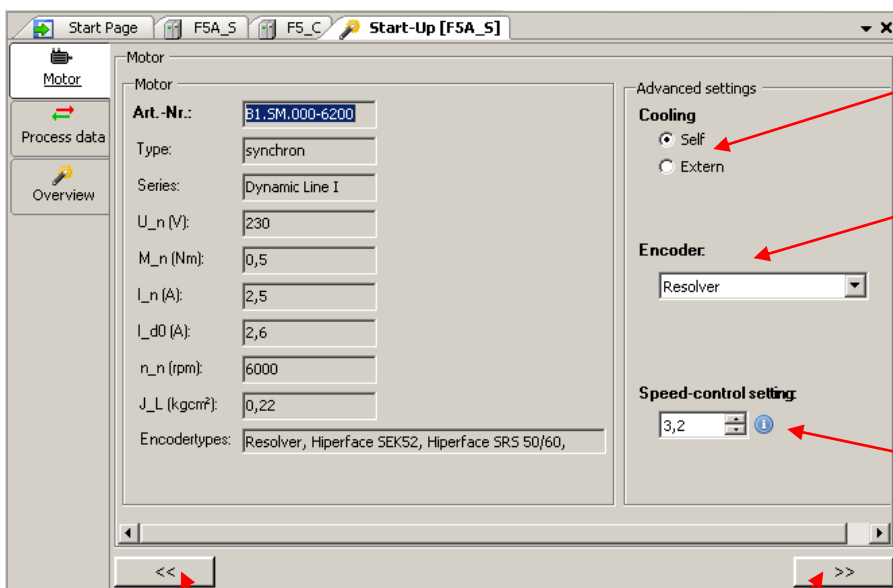 Start Page F5A_S F5_C Start-Up [F5A_S]
Motor
Process data
Overview
Motor
Motor
Art.-Nr.: B1.SM.000-6200
Type: synchron
Series: Dynamic Line I
U_n (V): 230
M_n (Nm): 0,5
I_n (A): 2,5
I_d0 (A): 2,6
n_n (rpm): 6000
J_L (kgcm²): 0,22
Encodertypes: Resolver, Hiperface SEK52, Hiperface SRS 50/60,
Advanced settings
Cooling
Self
Extern
Encoder:
Resolver
Speed-control setting:
3,2
<< >>